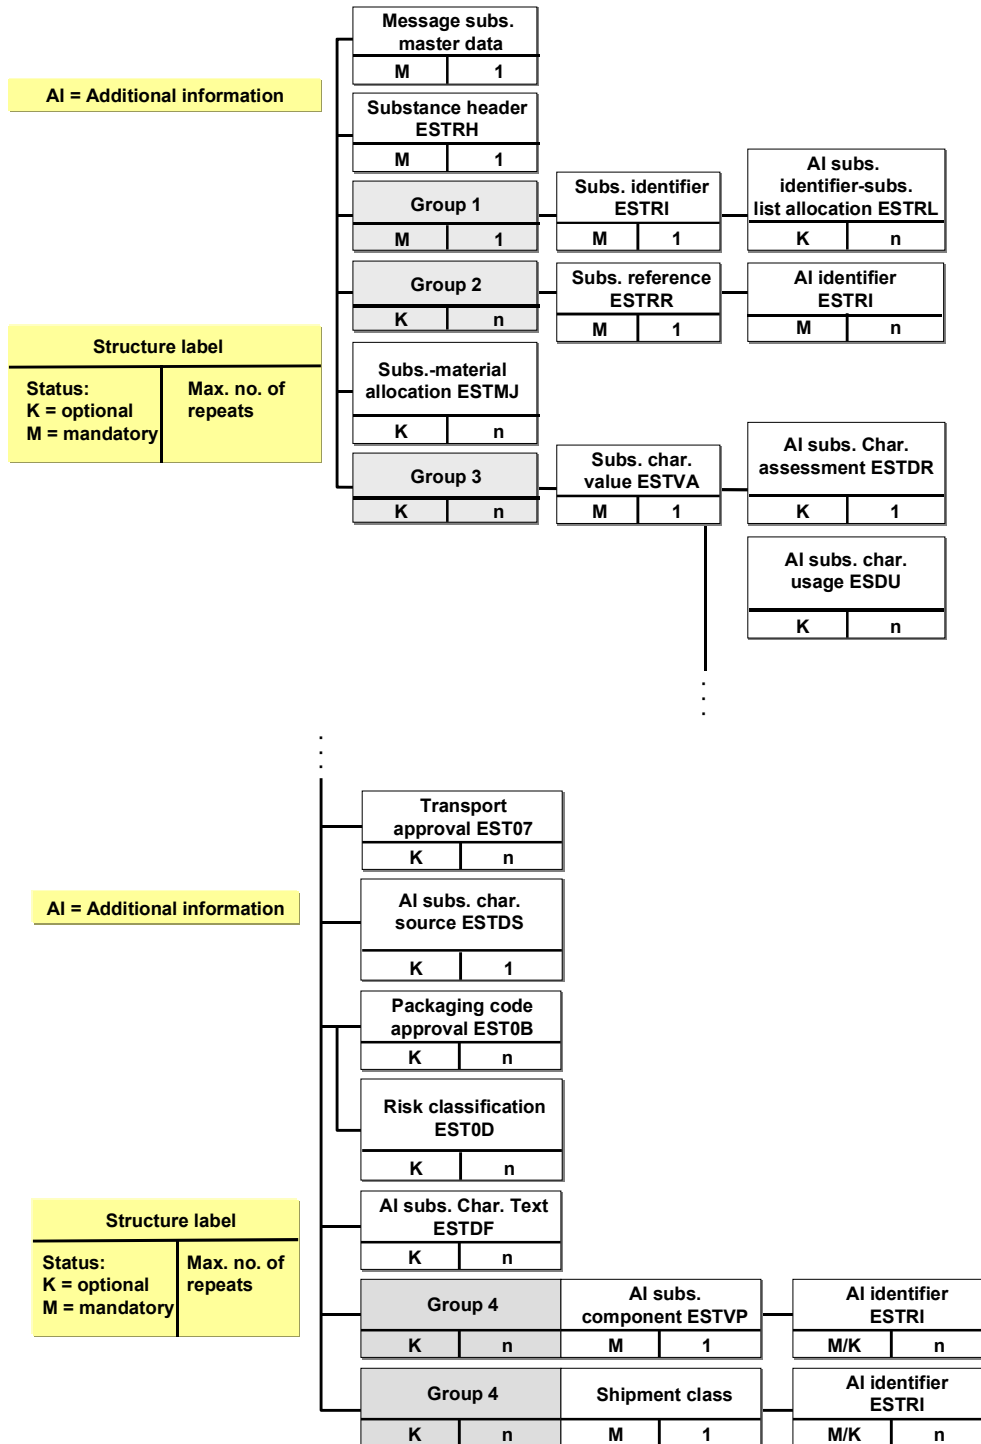 Message subs.
master data
M 1
AI = Additional information
Substance header
ESTRH
M 1
Group 1
M 1
Subs. identifier
ESTRI
M 1
AI subs.
identifier-subs.
list allocation ESTRL
K n
Group 2
K n
Subs. reference
ESTRR
M 1
AI identifier
ESTRI
M n
Structure label
Status:
K = optional
M = mandatory
Max. no. of
repeats
Subs.-material
allocation ESTMJ
K n
Group 3
K n
Subs. char.
value ESTVA
M 1
AI subs. Char.
assessment ESTDR
K 1
AI subs. char.
usage ESDU
K n
Transport
approval EST07
K n
AI = Additional information
AI subs. char.
source ESTDS
K 1
Packaging code
approval EST0B
K n
Risk classification
EST0D
K n
Structure label
Status:
K = optional
M = mandatory
Max. no. of
repeats
AI subs. Char. Text
ESTDF
K n
Group 4
K n
AI subs.
component ESTVP
M 1
AI identifier
ESTRI
M/K n
Group 4
K n
Shipment class
M 1
AI identifier
ESTRI
M/K n